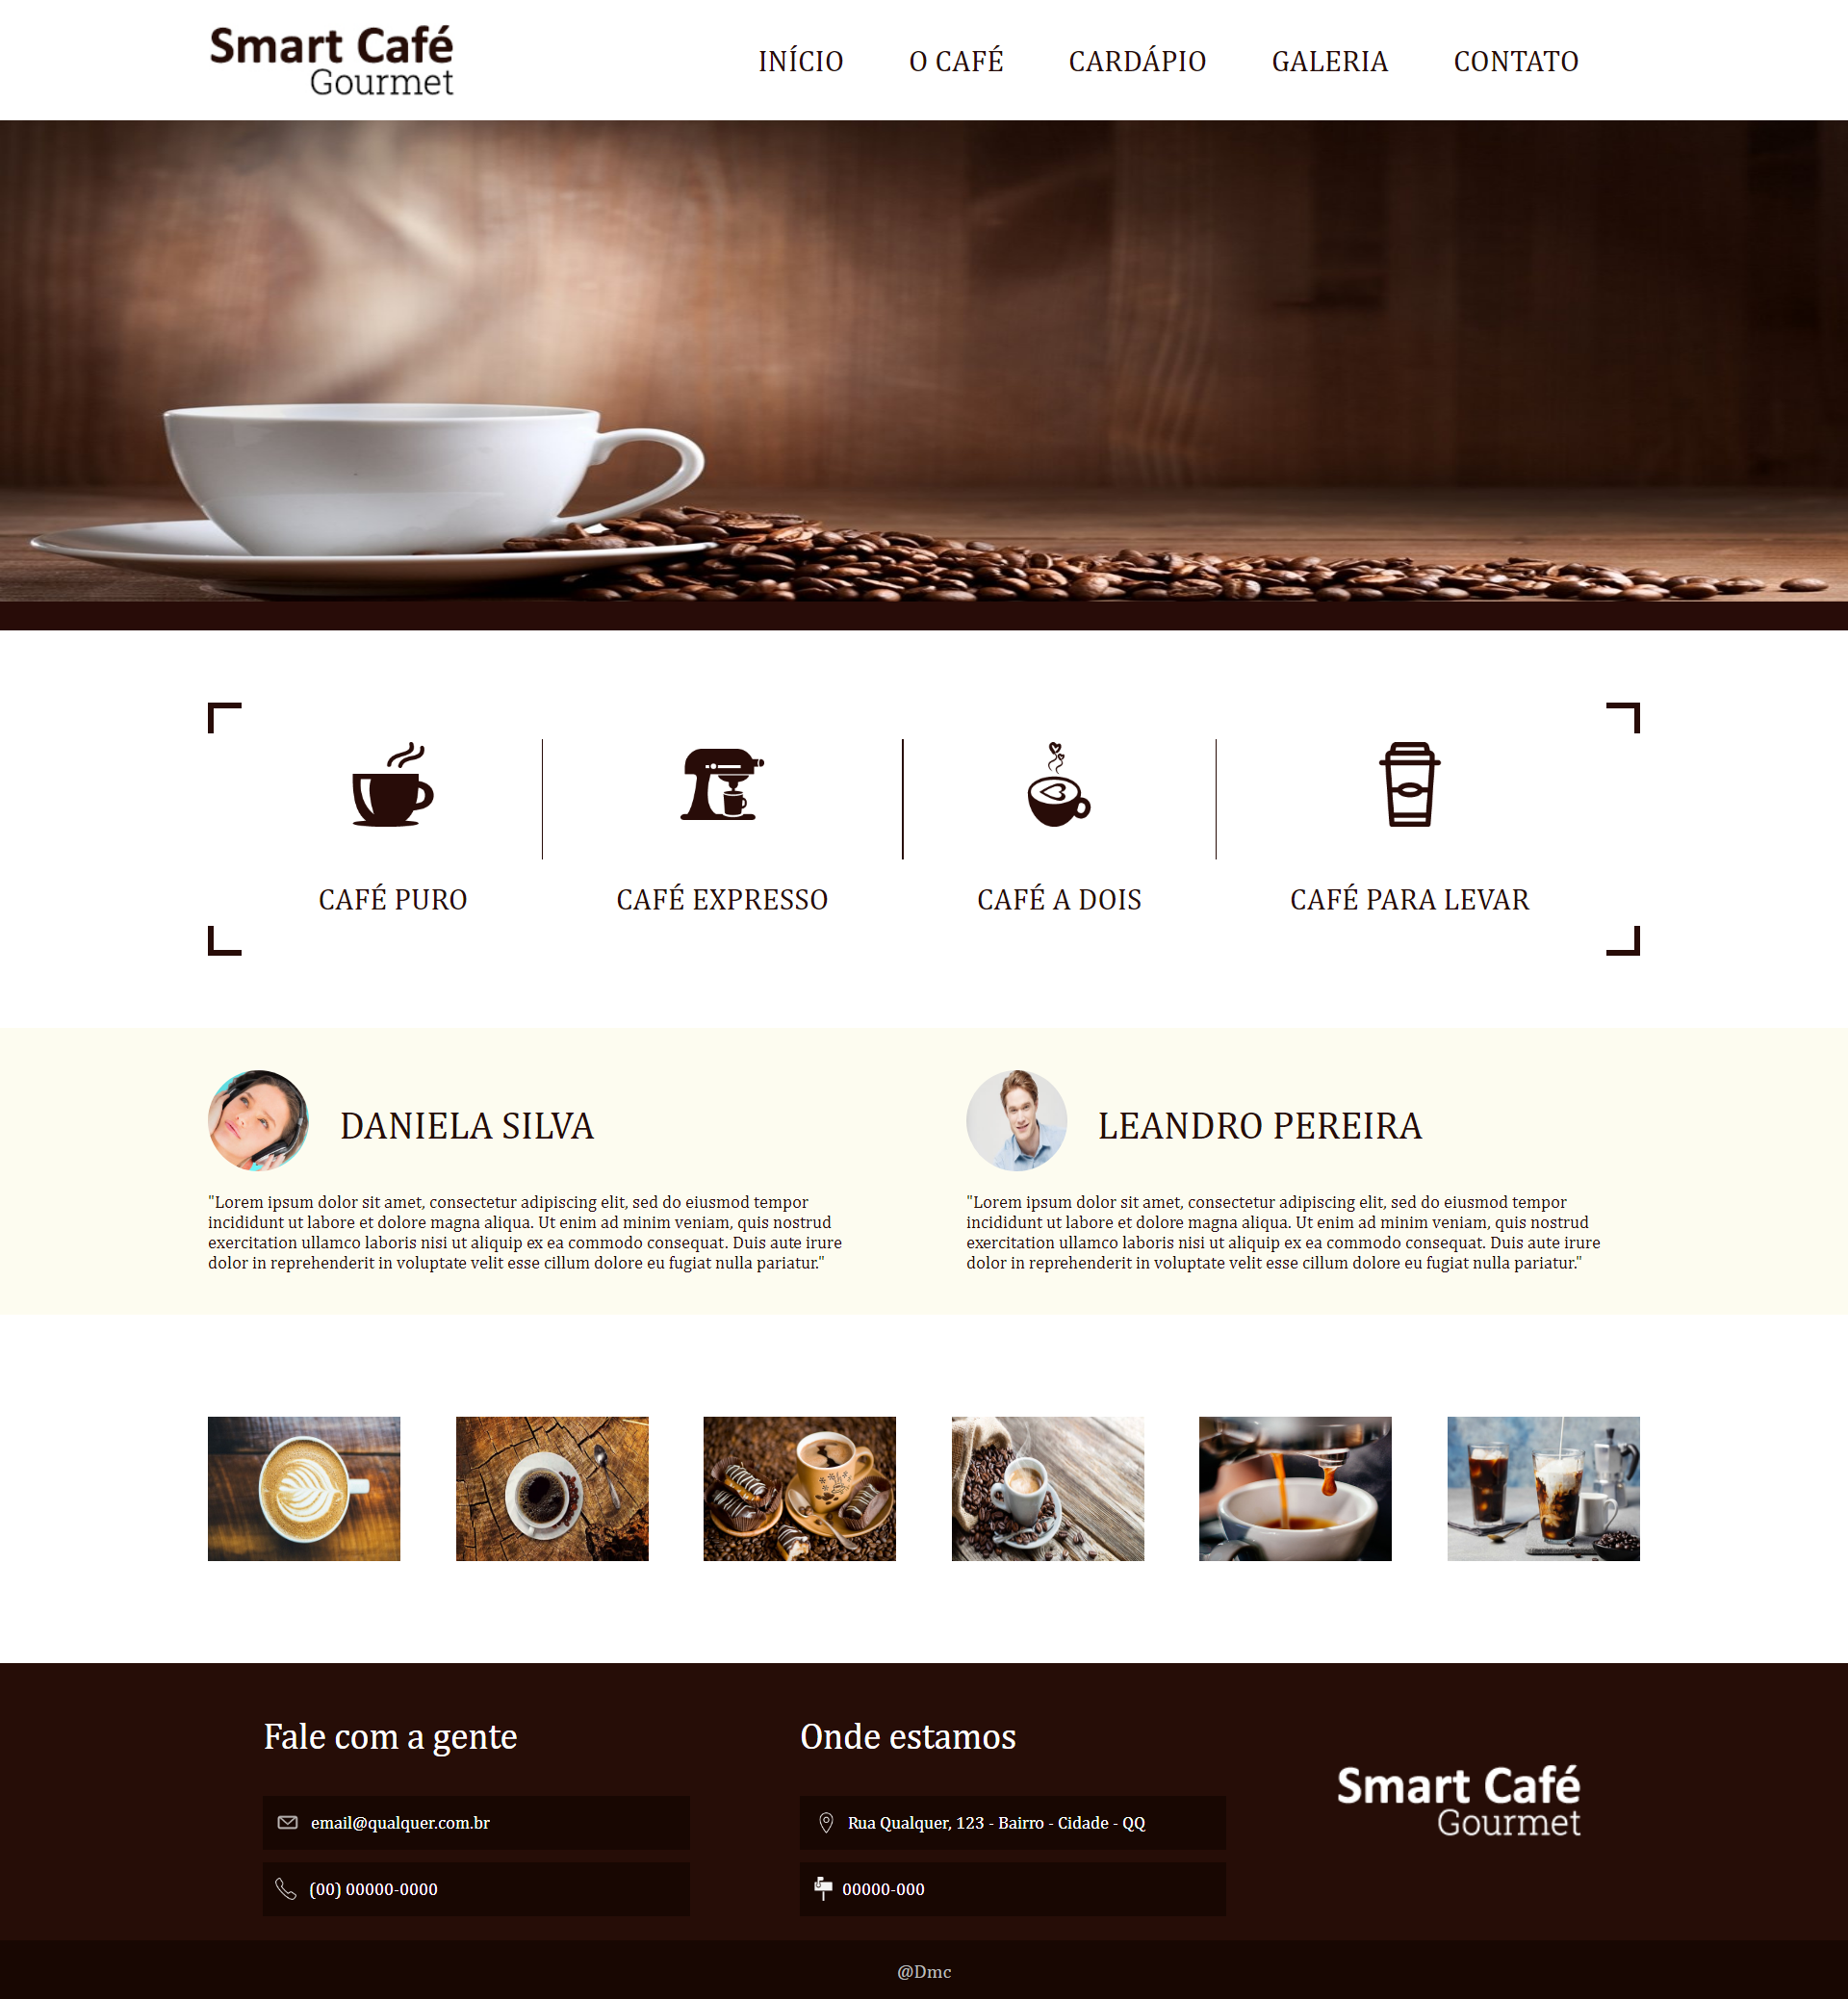 Smart Café
Gourmet
INÍCIO
O CAFÉ
CARDÁPIO
GALERIA
CONTATO
CAFÉ PURO
CAFÉ EXPRESSO
CAFÉ A DOIS
CAFÉ PARA LEVAR
DANIELA SILVA
"Lorem ipsum dolor sit amet, consectetur adipiscing elit, sed do eiusmod tempor
incididunt ut labore et dolore magna aliqua. Ut enim ad minim veniam, quis nostrud
exercitation ullamco laboris nisi ut aliquip ex ea commodo consequat. Duis aute irure
dolor in reprehenderit in voluptate velit esse cillum dolore eu fugiat nulla pariatur."
LEANDRO PEREIRA
"Lorem ipsum dolor sit amet, consectetur adipiscing elit, sed do eiusmod tempor
incididunt ut labore et dolore magna aliqua. Ut enim ad minim veniam, quis nostrud
exercitation ullamco laboris nisi ut aliquip ex ea commodo consequat. Duis aute irure
dolor in reprehenderit in voluptate velit esse cillum dolore eu fugiat nulla pariatur."
Fale com a gente
email@qualquer.com.br
(00) 00000-0000
Onde estamos
Rua Qualquer, 123 - Bairro - Cidade - QQ
00000-000
Smart Café
Gourmet
@Dmc